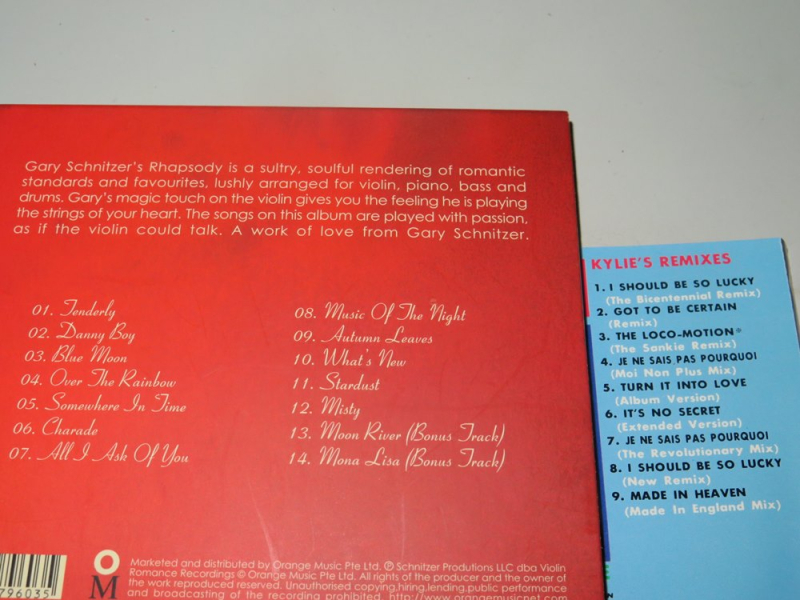 Gary Schnitzer's Rhapsody is a sultry, soulful rendering of romantic
standards and favourites, lushly arranged for violin, piano, bass and
drums. Gary's magic touch on the violin gives you the feeling he is playing
the strings of your heart. The songs on this album are played with passion,
as if the violin could talk. A work of love from Gary Schnitzer.
01. Tenderly
02. Danny Boy
03. Blue Moon
04. Over The Rainbow
05. Somewhere In Time
06. Charade
07. All I Ask Of You
08. Music Of The Night
09. Autumn Leaves
10. What's New
11. Stardust
12. Misty
13. Moon River (Bonus Track)
14. Mona Lisa (Bonus Track)
796035
OM
Marketed and distributed by Orange Music Pte Ltd. ℗ Schnitzer Produtions LLC dba Violin
Romance Recordings © Orange Music Pte Ltd. All rights of the producer and the owner of
the work reproduced reserved. Unauthorised copying,hiring,lending,public performance
and broadcasting of the recording prohibited. http://www.orangemusicnet.com
KYLIE'S REMIXES
1. I SHOULD BE SO LUCKY
(The Bicentennial Remix)
2. GOT TO BE CERTAIN
(Remix)
3. THE LOCO-MOTION®
(The Sankie Remix)
4. JE NE SAIS PAS POURQUOI
(Moi Non Plus Mix)
5. TURN IT INTO LOVE
(Album Version)
6. IT'S NO SECRET
(Extended Version)
7. JE NE SAIS PAS POURQUOI
(The Revolutionary Mix)
8. I SHOULD BE SO LUCKY
(New Remix)
9. MADE IN HEAVEN
(Made In England Mix)